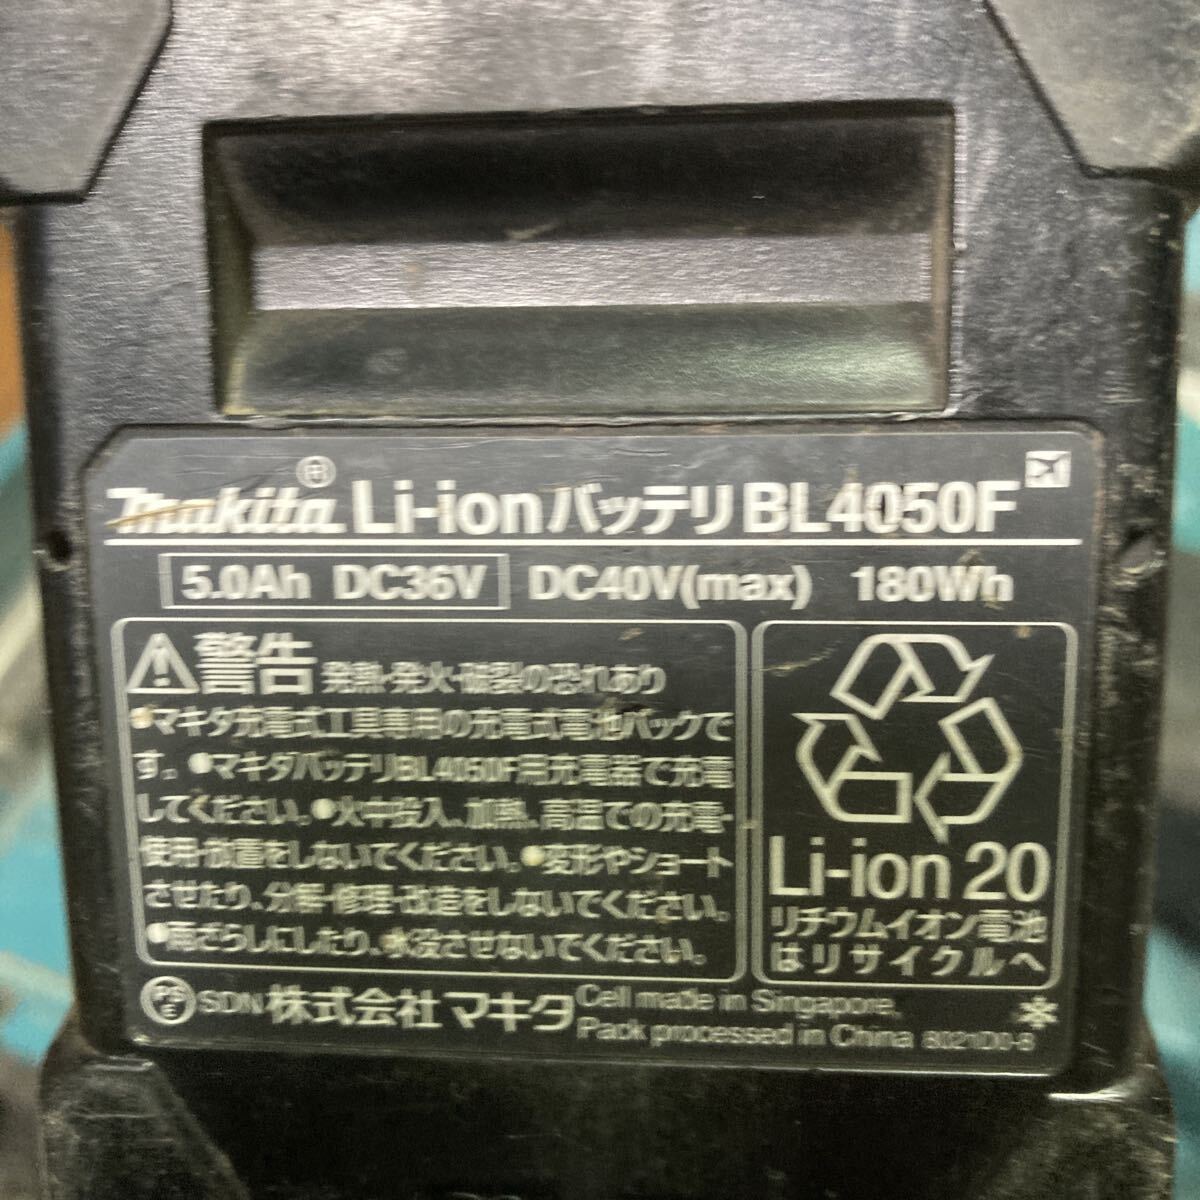 makita Li-ionバッテリ BL4050F
5.0Ah DC36V DC40V(max) 180Wh
警告 発熱・発火・破裂の恐れあり
●マキタ充電式工具専用の充電式電池パックで
す。●マキタバッテリBL4050F用充電器で充電
してください。●火中投入、加熱、高温での充電・
使用・放置をしないでください。●変形やショート
させたり、分解・修理・改造をしないでください。
●雨ざらしにしたり、水没させないでください。
Li-ion 20
リチウムイオン電池
はリサイクルへ
PS E SDN 株式会社 マキタ
Cell made in Singapore.
Pack processed in China 8021D0-8